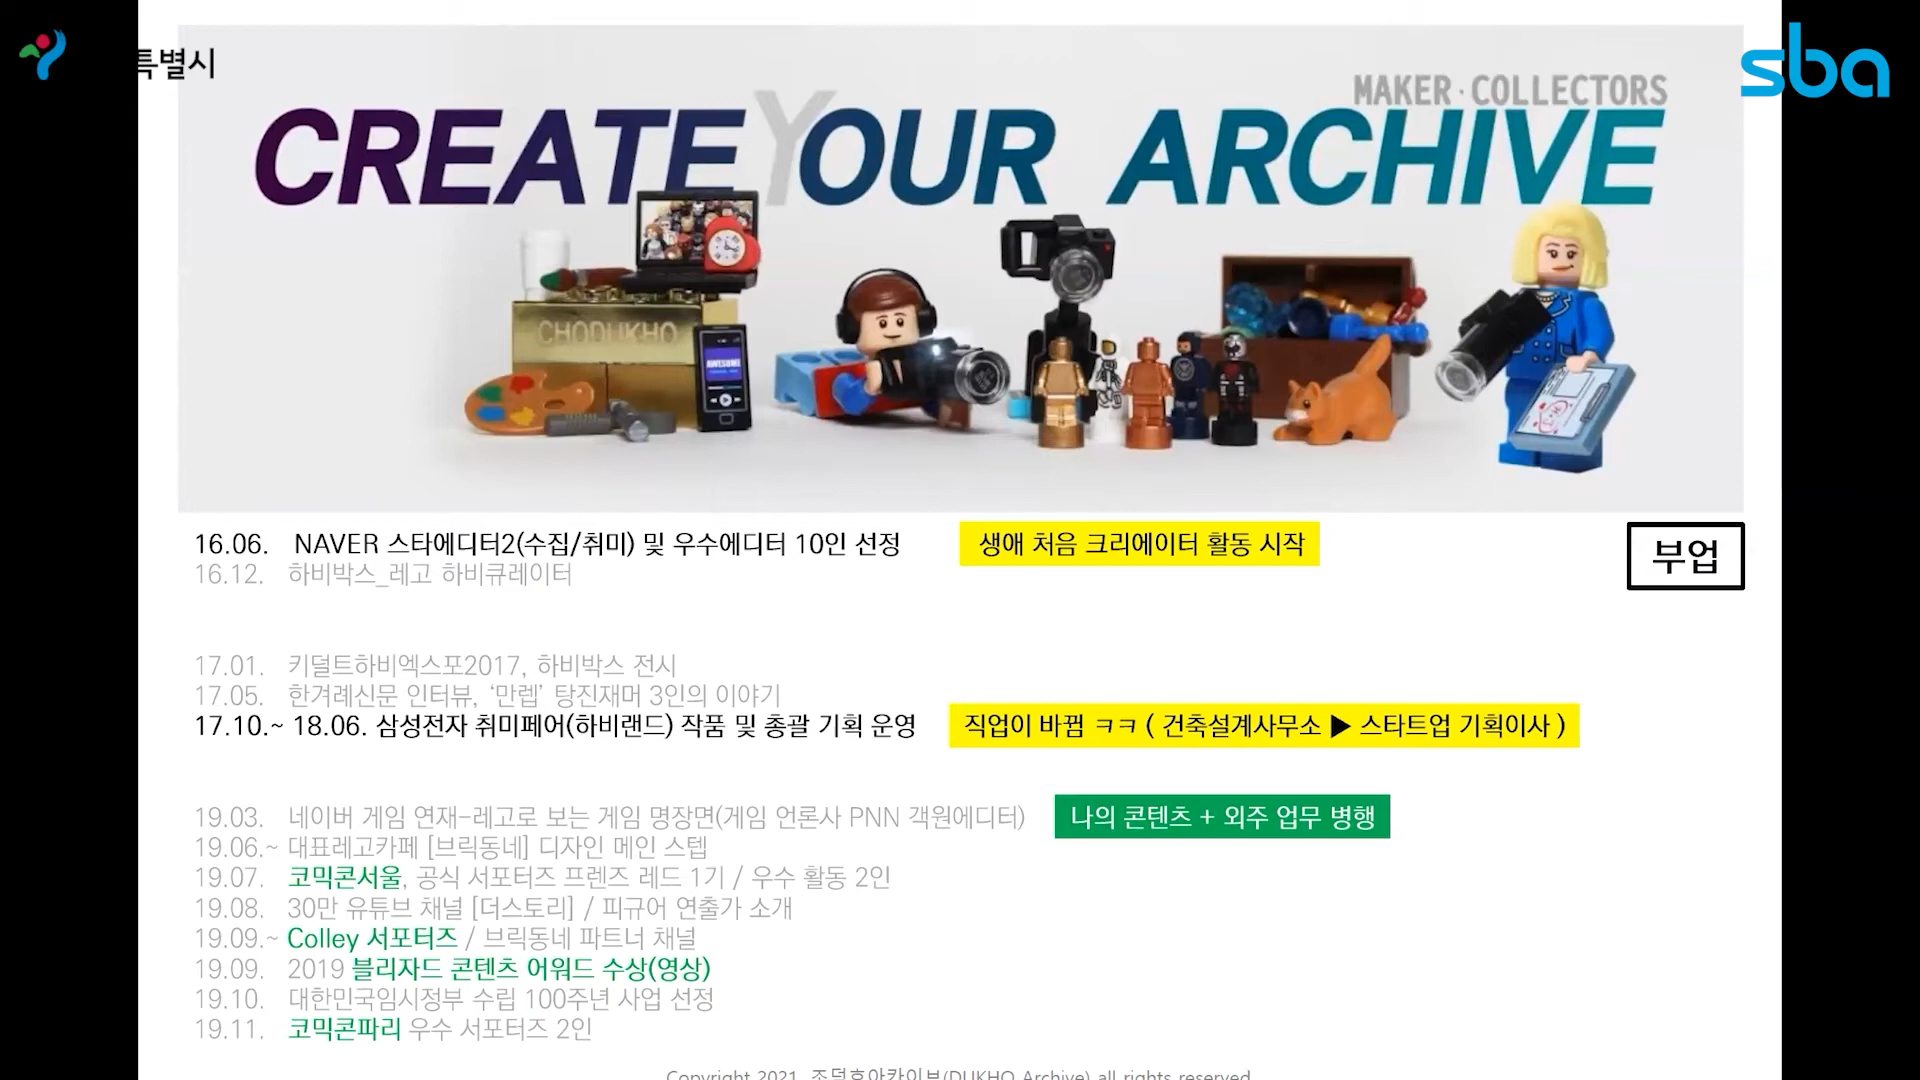 특별시
sba
MAKER·COLLECTORS
CREATE YOUR ARCHIVE
CHODUKHO
AWESOME
16.06. NAVER 스타에디터2(수집/취미) 및 우수에디터 10인 선정
생애 처음 크리에이터 활동 시작
부업
16.12. 하비박스_레고 하비큐레이터
17.01. 키덜트하비엑스포2017, 하비박스 전시
17.05. 한겨례신문 인터뷰, ‘만렙’ 탕진재머 3인의 이야기
17.10.~ 18.06. 삼성전자 취미페어(하비랜드) 작품 및 총괄 기획 운영
직업이 바뀜 ㅋㅋ ( 건축설계사무소 ▶ 스타트업 기획이사 )
19.03. 네이버 게임 연재-레고로 보는 게임 명장면(게임 언론사 PNN 객원에디터)
나의 콘텐츠 + 외주 업무 병행
19.06.~ 대표레고카페 [브릭동네] 디자인 메인 스텝
19.07. 코믹콘서울, 공식 서포터즈 프렌즈 레드 1기 / 우수 활동 2인
19.08. 30만 유튜브 채널 [더스토리] / 피규어 연출가 소개
19.09.~ Colley 서포터즈 / 브릭동네 파트너 채널
19.09. 2019 블리자드 콘텐츠 어워드 수상(영상)
19.10. 대한민국임시정부 수립 100주년 사업 선정
19.11. 코믹콘파리 우수 서포터즈 2인
Copyright 2021. 조덕호아카이브(DUKHO Archive) all rights reserved